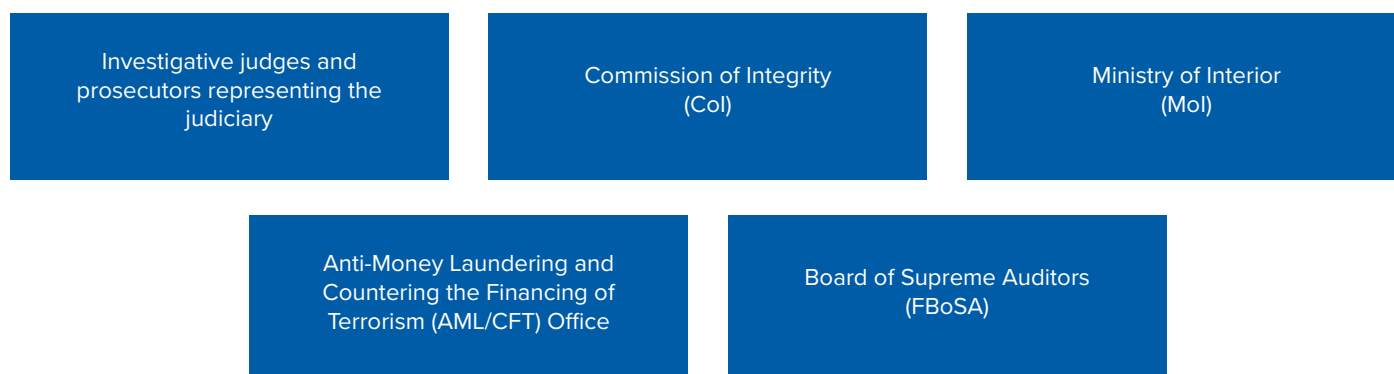 Investigative judges and
prosecutors representing the
judiciary
Commission of Integrity
(CoI)
Ministry of Interior
(MoI)
Anti-Money Laundering and
Countering the Financing of
Terrorism (AML/CFT) Office
Board of Supreme Auditors
(FBoSA)